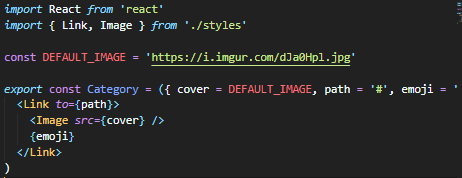 import React from 'react'
import { Link, Image } from './styles'
const DEFAULT_IMAGE = 'https://i.imgur.com/dJa0Hpl.jpg'
export const Category = ({ cover = DEFAULT_IMAGE, path = '#', emoji = '
<Link to={path}>
<Image src={cover} />
{emoji}
</Link>
)